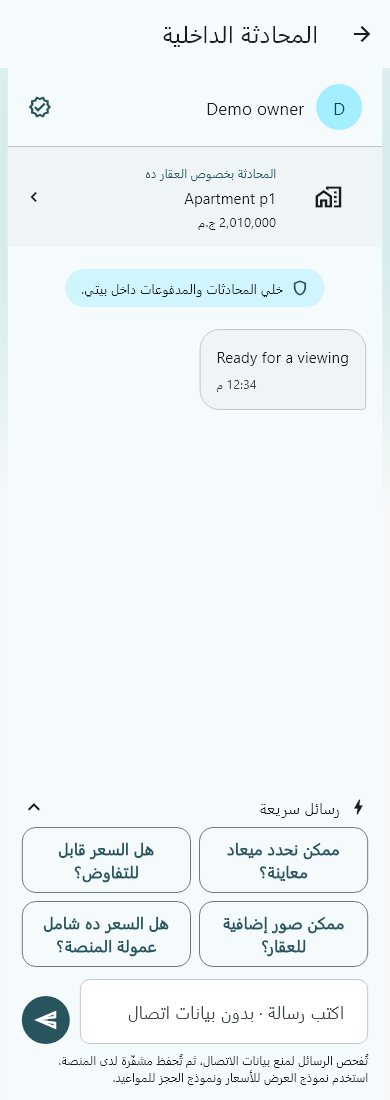 المحادثة الداخلية
D
Demo owner
المحادثة بخصوص العقار ده
Apartment p1
2,010,000 ج.م
خلي المحادثات والمدفوعات داخل بيتي.
Ready for a viewing
12:34 م
رسائل سريعة
ممكن نحدد ميعاد
معاينة؟
هل السعر قابل
للتفاوض؟
ممكن صور إضافية
للعقار؟
هل السعر ده شامل
عمولة المنصة؟
اكتب رسالة · بدون بيانات اتصال
تُفحص الرسائل لمنع بيانات الاتصال، ثم تُحفظ مشفّرة لدى المنصة.
استخدم نموذج العرض للأسعار ونموذج الحجز للمواعيد.